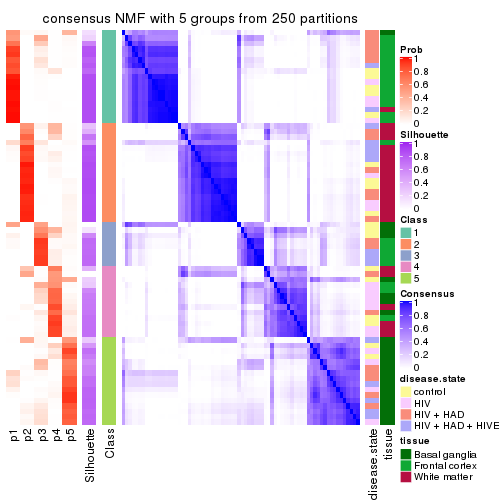 consensus NMF with 5 groups from 250 partitions
Prob
1
0.8
0.6
0.4
0.2
0
Silhouette
1
0.8
0.6
0.4
0.2
0
Class
1
2
3
4
5
Consensus
1
0.8
0.6
0.4
0.2
0
disease.state
control
HIV
HIV + HAD
HIV + HAD + HIVE
tissue
Basal ganglia
Frontal cortex
White matter
p1
p2
p3
p4
p5
Silhouette
Class
disease.state
tissue